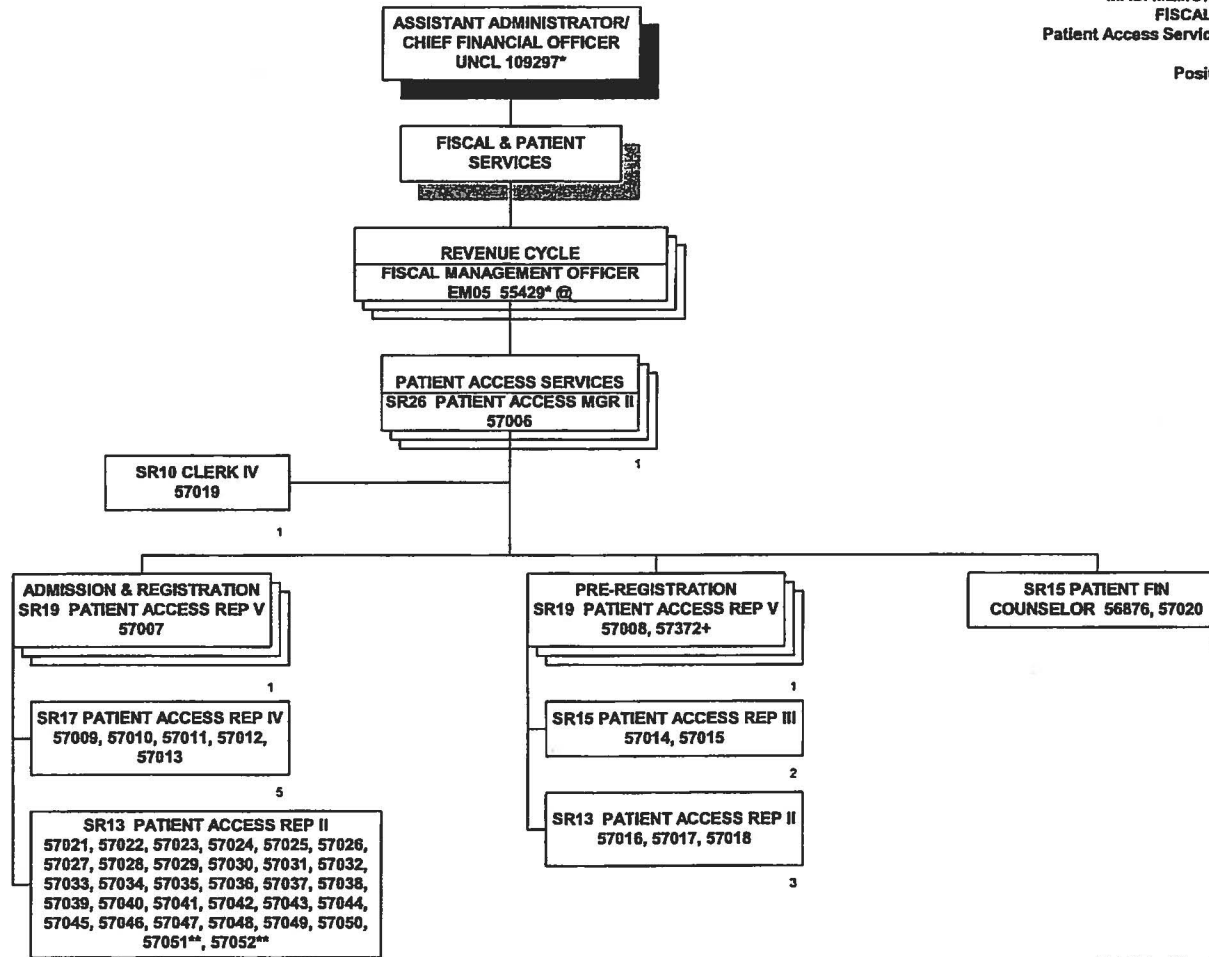 FISCAL
Patient Access Servic
Posit
ASSISTANT ADMINISTRATOR/
CHIEF FINANCIAL OFFICER
UNCL 109297*
FISCAL & PATIENT
SERVICES
REVENUE CYCLE
FISCAL MANAGEMENT OFFICER
EM05 55429* @
PATIENT ACCESS SERVICES
SR26 PATIENT ACCESS MGR II
57006
1
SR10 CLERK IV
57019
1
ADMISSION & REGISTRATION
SR19 PATIENT ACCESS REP V
57007
1
SR17 PATIENT ACCESS REP IV
57009, 57010, 57011, 57012,
57013
5
SR13 PATIENT ACCESS REP II
57021, 57022, 57023, 57024, 57025, 57026,
57027, 57028, 57029, 57030, 57031, 57032,
57033, 57034, 57035, 57036, 57037, 57038,
57039, 57040, 57041, 57042, 57043, 57044,
57045, 57046, 57047, 57048, 57049, 57050,
57051**, 57052**
PRE-REGISTRATION
SR19 PATIENT ACCESS REP V
57008, 57372+
1
SR15 PATIENT ACCESS REP III
57014, 57015
2
SR13 PATIENT ACCESS REP II
57016, 57017, 57018
3
SR15 PATIENT FIN
COUNSELOR 56876, 57020